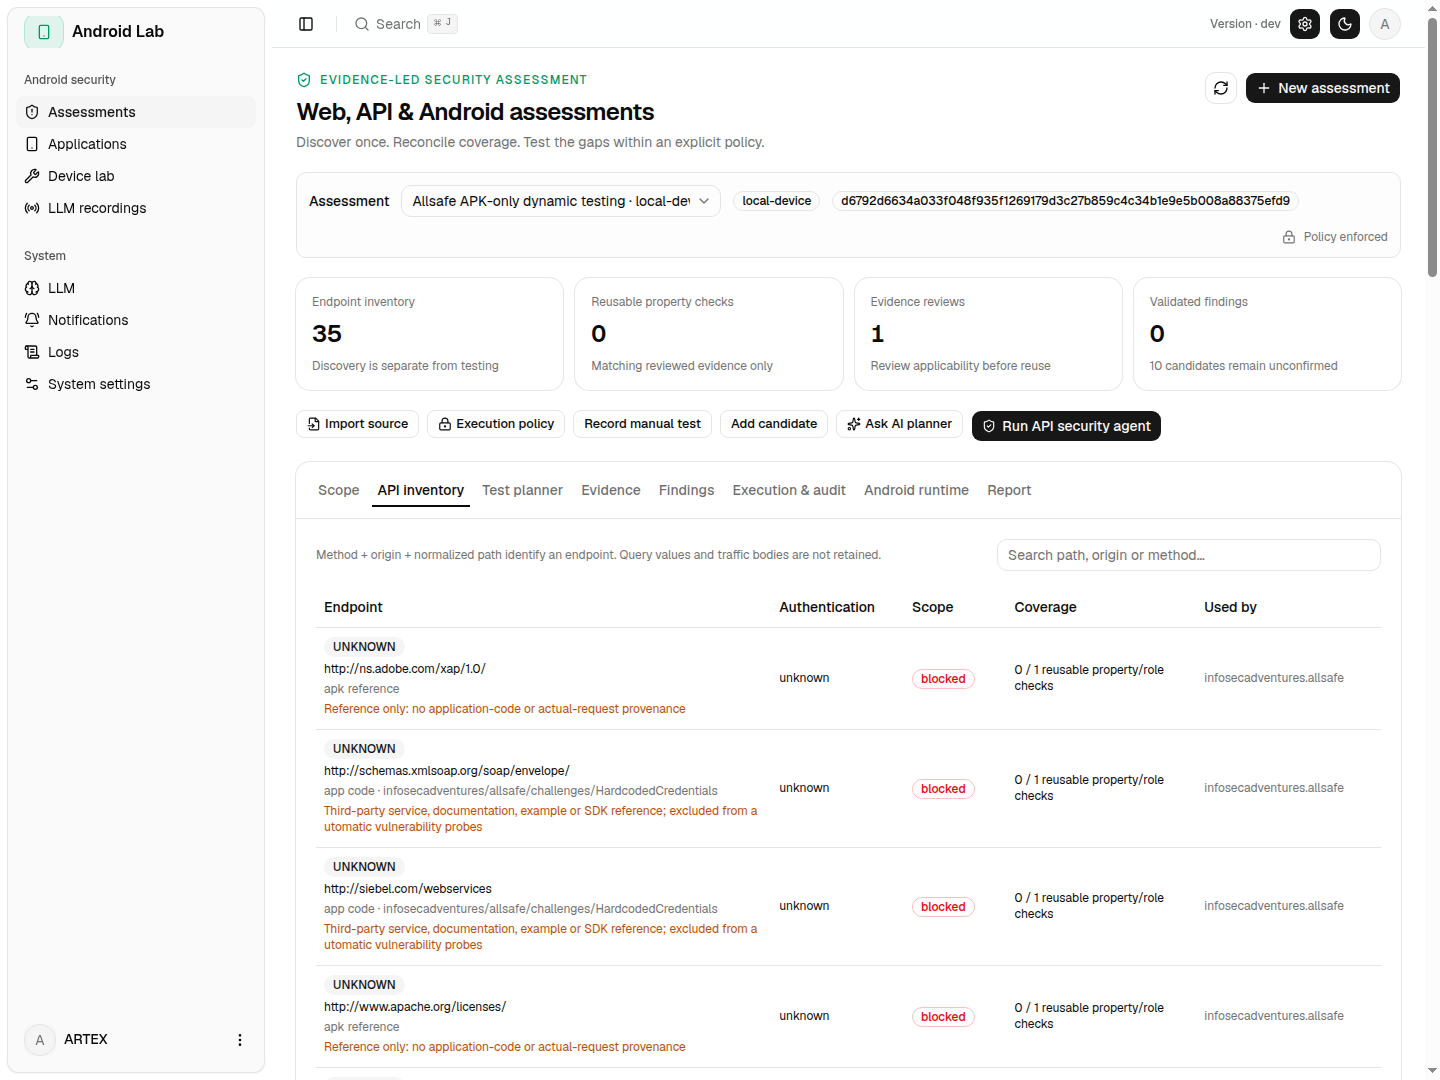 Android Lab
Android security
Assessments
Applications
Device lab
LLM recordings
System
LLM
Notifications
Logs
System settings
A
ARTEX
Search
⌘ J
Version · dev
A
EVIDENCE-LED SECURITY ASSESSMENT
Web, API & Android assessments
Discover once. Reconcile coverage. Test the gaps within an explicit policy.
New assessment
Assessment
Allsafe APK-only dynamic testing · local-dev
local-device
d6792d6634a033f048f935f1269179d3c27b859c4c34b1e9e5b008a88375efd9
Policy enforced
Endpoint inventory
35
Discovery is separate from testing
Reusable property checks
0
Matching reviewed evidence only
Evidence reviews
1
Review applicability before reuse
Validated findings
0
10 candidates remain unconfirmed
Import source
Execution policy
Record manual test
Add candidate
Ask AI planner
Run API security agent
Scope
API inventory
Test planner
Evidence
Findings
Execution & audit
Android runtime
Report
Method + origin + normalized path identify an endpoint. Query values and traffic bodies are not retained.
Search path, origin or method...
Endpoint
Authentication
Scope
Coverage
Used by
UNKNOWN
http://ns.adobe.com/xap/1.0/
apk reference
Reference only: no application-code or actual-request provenance
unknown
blocked
0 / 1 reusable property/role
checks
infosecadventures.allsafe
UNKNOWN
http://schemas.xmlsoap.org/soap/envelope/
app code · infosecadventures/allsafe/challenges/HardcodedCredentials
Third-party service, documentation, example or SDK reference; excluded from a
utomatic vulnerability probes
unknown
blocked
0 / 1 reusable property/role
checks
infosecadventures.allsafe
UNKNOWN
http://siebel.com/webservices
app code · infosecadventures/allsafe/challenges/HardcodedCredentials
Third-party service, documentation, example or SDK reference; excluded from a
utomatic vulnerability probes
unknown
blocked
0 / 1 reusable property/role
checks
infosecadventures.allsafe
UNKNOWN
http://www.apache.org/licenses/
apk reference
Reference only: no application-code or actual-request provenance
unknown
blocked
0 / 1 reusable property/role
checks
infosecadventures.allsafe